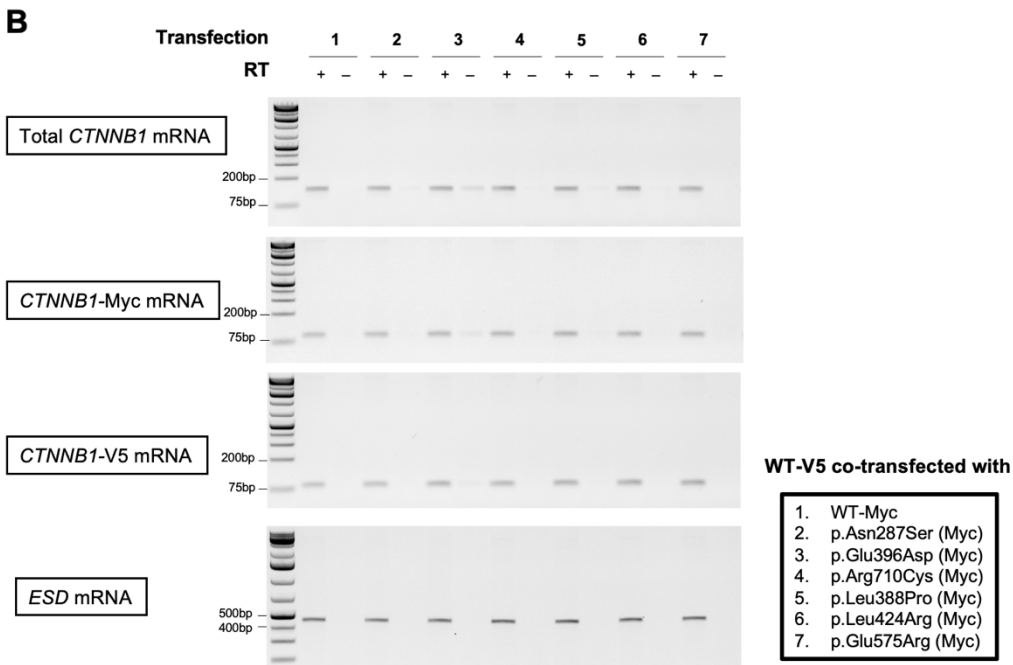 B
Transfection 1 2 3 4 5 6 7
RT + – + – + – + – + – + – + –
Total CTNNB1 mRNA
200bp
75bp
CTNNB1-Myc mRNA
200bp
75bp
CTNNB1-V5 mRNA
200bp
75bp
ESD mRNA
500bp
400bp
WT-V5 co-transfected with
1. WT-Myc
2. p.Asn287Ser (Myc)
3. p.Glu396Asp (Myc)
4. p.Arg710Cys (Myc)
5. p.Leu388Pro (Myc)
6. p.Leu424Arg (Myc)
7. p.Glu575Arg (Myc)